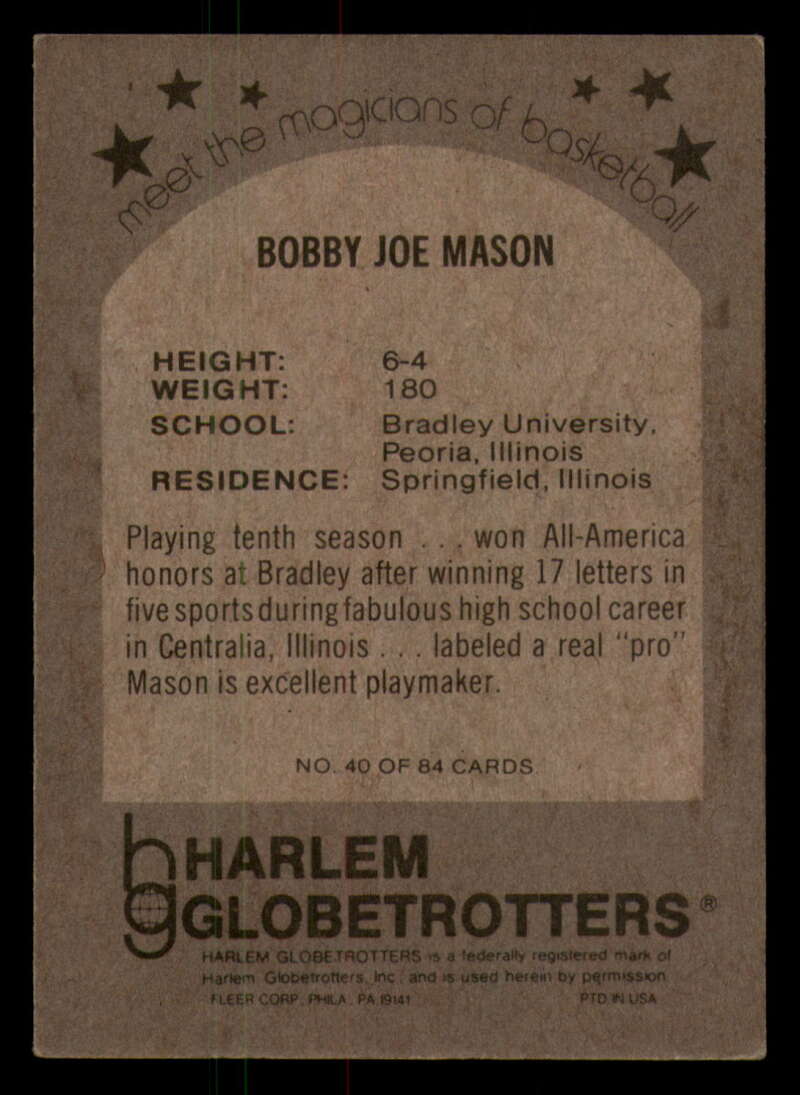 meet the magicians of basketball
BOBBY JOE MASON
HEIGHT: 6-4
WEIGHT: 180
SCHOOL: Bradley University,
Peoria, Illinois
RESIDENCE: Springfield, Illinois
Playing tenth season . . . won All-America
honors at Bradley after winning 17 letters in
five sports during fabulous high school career
in Centralia, Illinois . . . labeled a real "pro"
Mason is excellent playmaker.
NO. 40 OF 84 CARDS
hg HARLEM
GLOBETROTTERS®
HARLEM GLOBETROTTERS is a federally registered mark of
Harlem Globetrotters, Inc. and is used herein by permission
FLEER CORP. PHILA. PA 19141 PTD IN USA